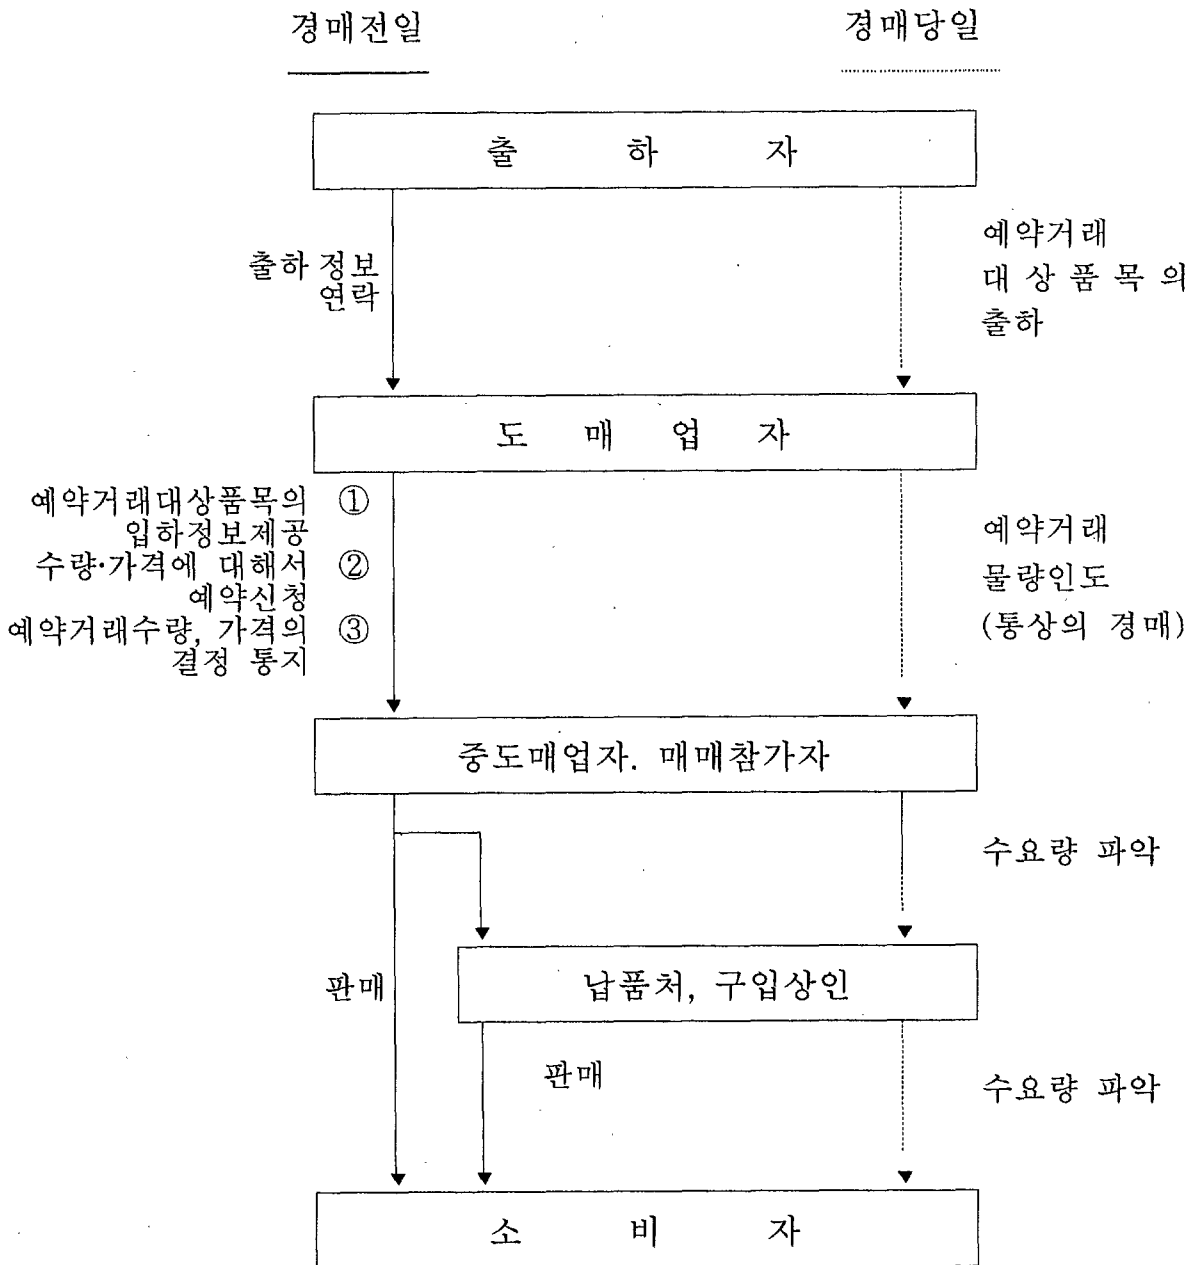 경매전일
경매당일
출 하 자
출하 정보
연락
예약거래
대 상 품 목 의
출하
도 매 업 자
예약거래대상품목의 ①
입하정보제공
수량·가격에 대해서 ②
예약신청
예약거래수량, 가격의 ③
결정 통지
예약거래
물량인도
(통상의 경매)
중도매업자. 매매참가자
수요량 파악
판매
납품처, 구입상인
판매
수요량 파악
소 비 자